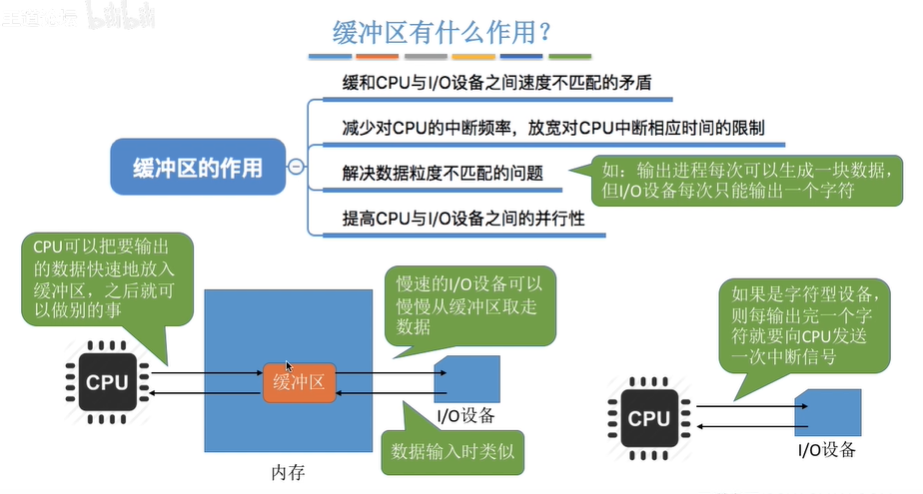 bilibili
缓冲区有什么作用？
缓和CPU与I/O设备之间速度不匹配的矛盾
减少对CPU的中断频率，放宽对CPU中断相应时间的限制
缓冲区的作用
解决数据粒度不匹配的问题
如：输出进程每次可以生成一块数据，
但I/O设备每次只能输出一个字符
提高CPU与I/O设备之间的并行性
CPU可以把要输出
的数据快速地放入
缓冲区，之后就可
以做别的事
慢速的I/O设备可以
慢慢从缓冲区取走
数据
如果是字符型设备，
则每输出完一个字
符就要向CPU发送
一次中断信号
CPU
缓冲区
I/O设备
数据输入时类似
内存
CPU
I/O设备